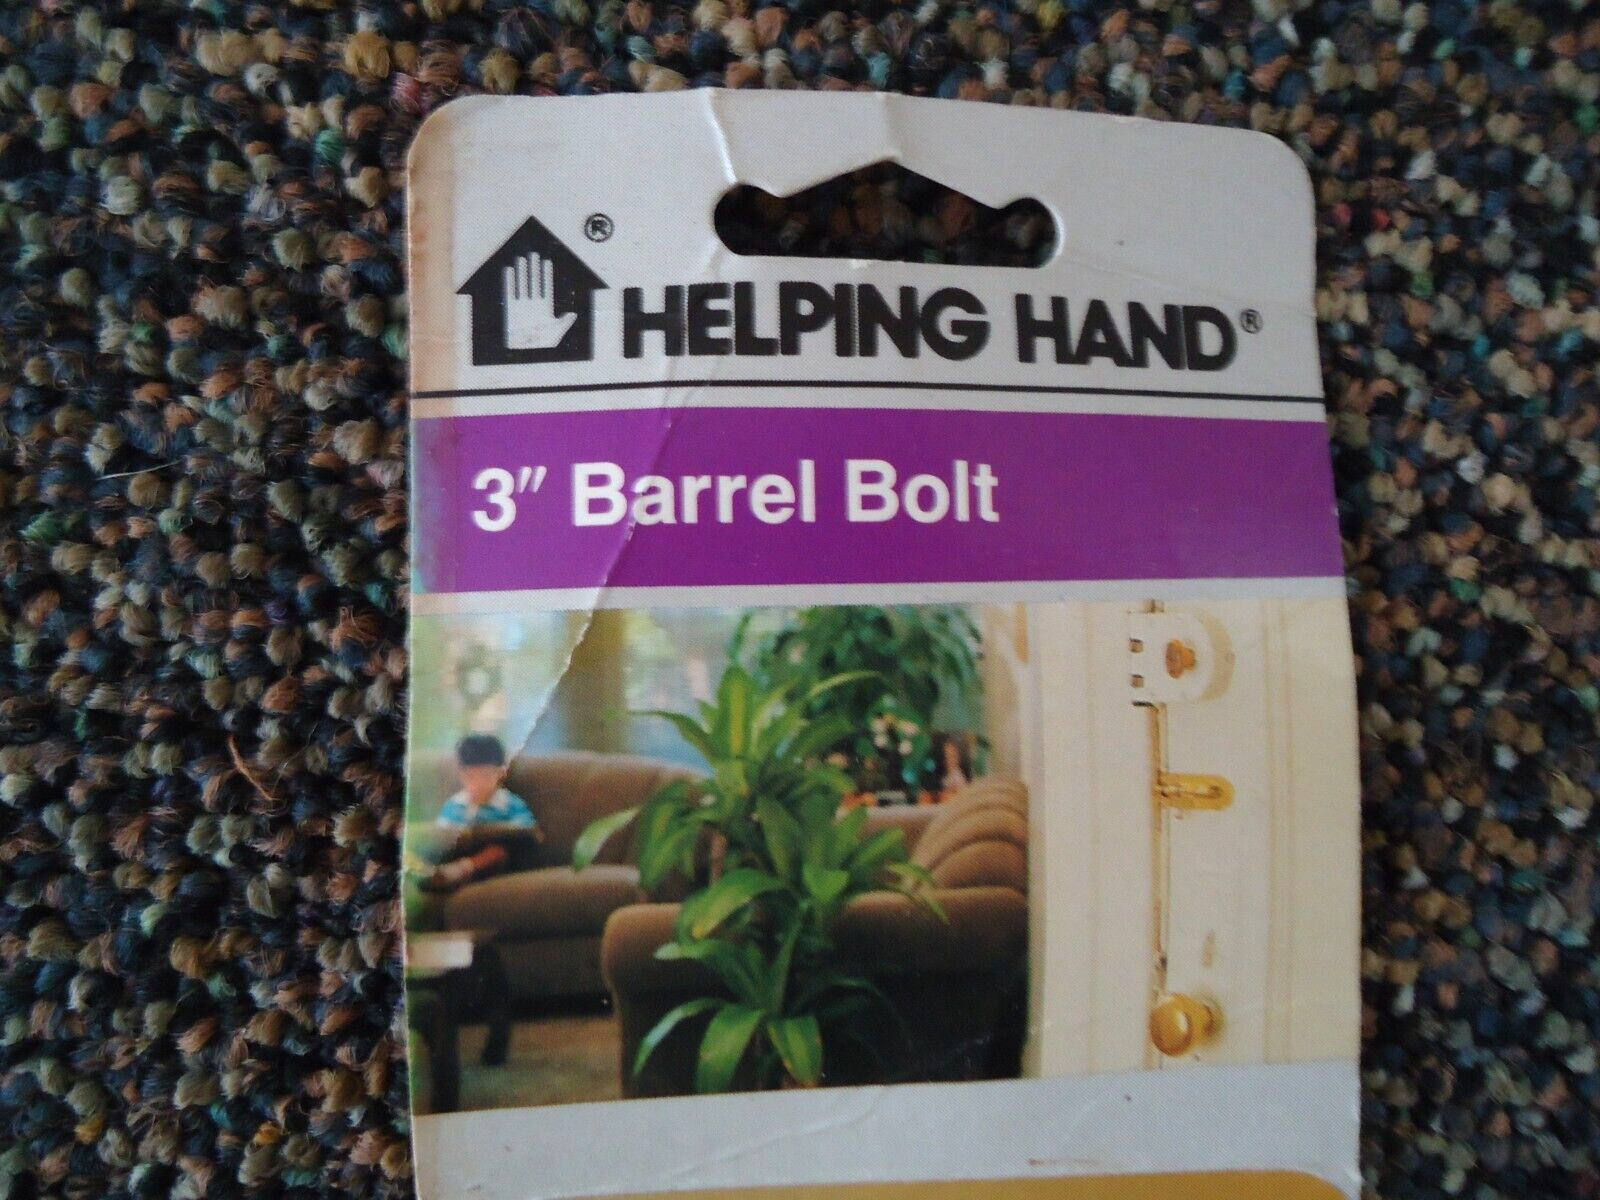 ®
HELPING HAND®
3" Barrel Bolt